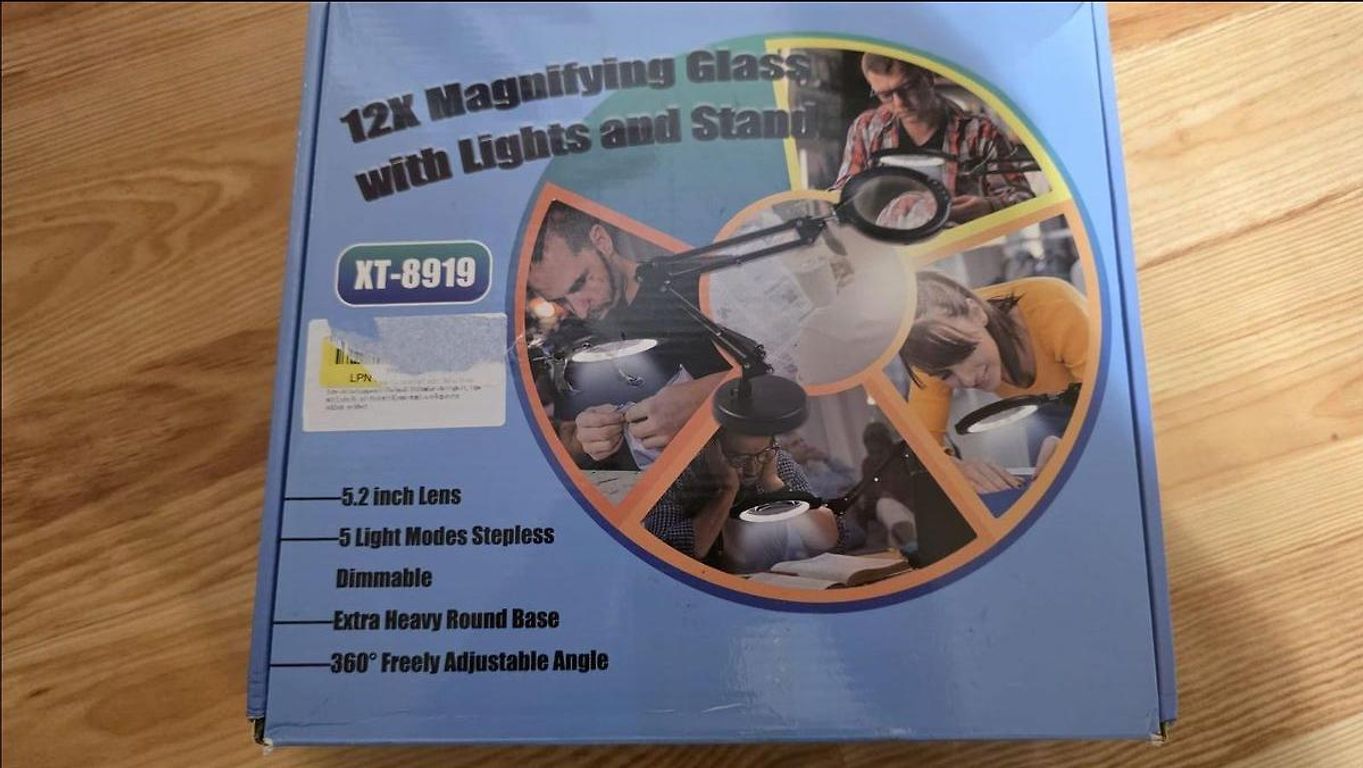 12X Magnifying Glass
with Lights and Stand
XT-8919
LPN
5.2 inch Lens
5 Light Modes Stepless
Dimmable
Extra Heavy Round Base
360° Freely Adjustable Angle